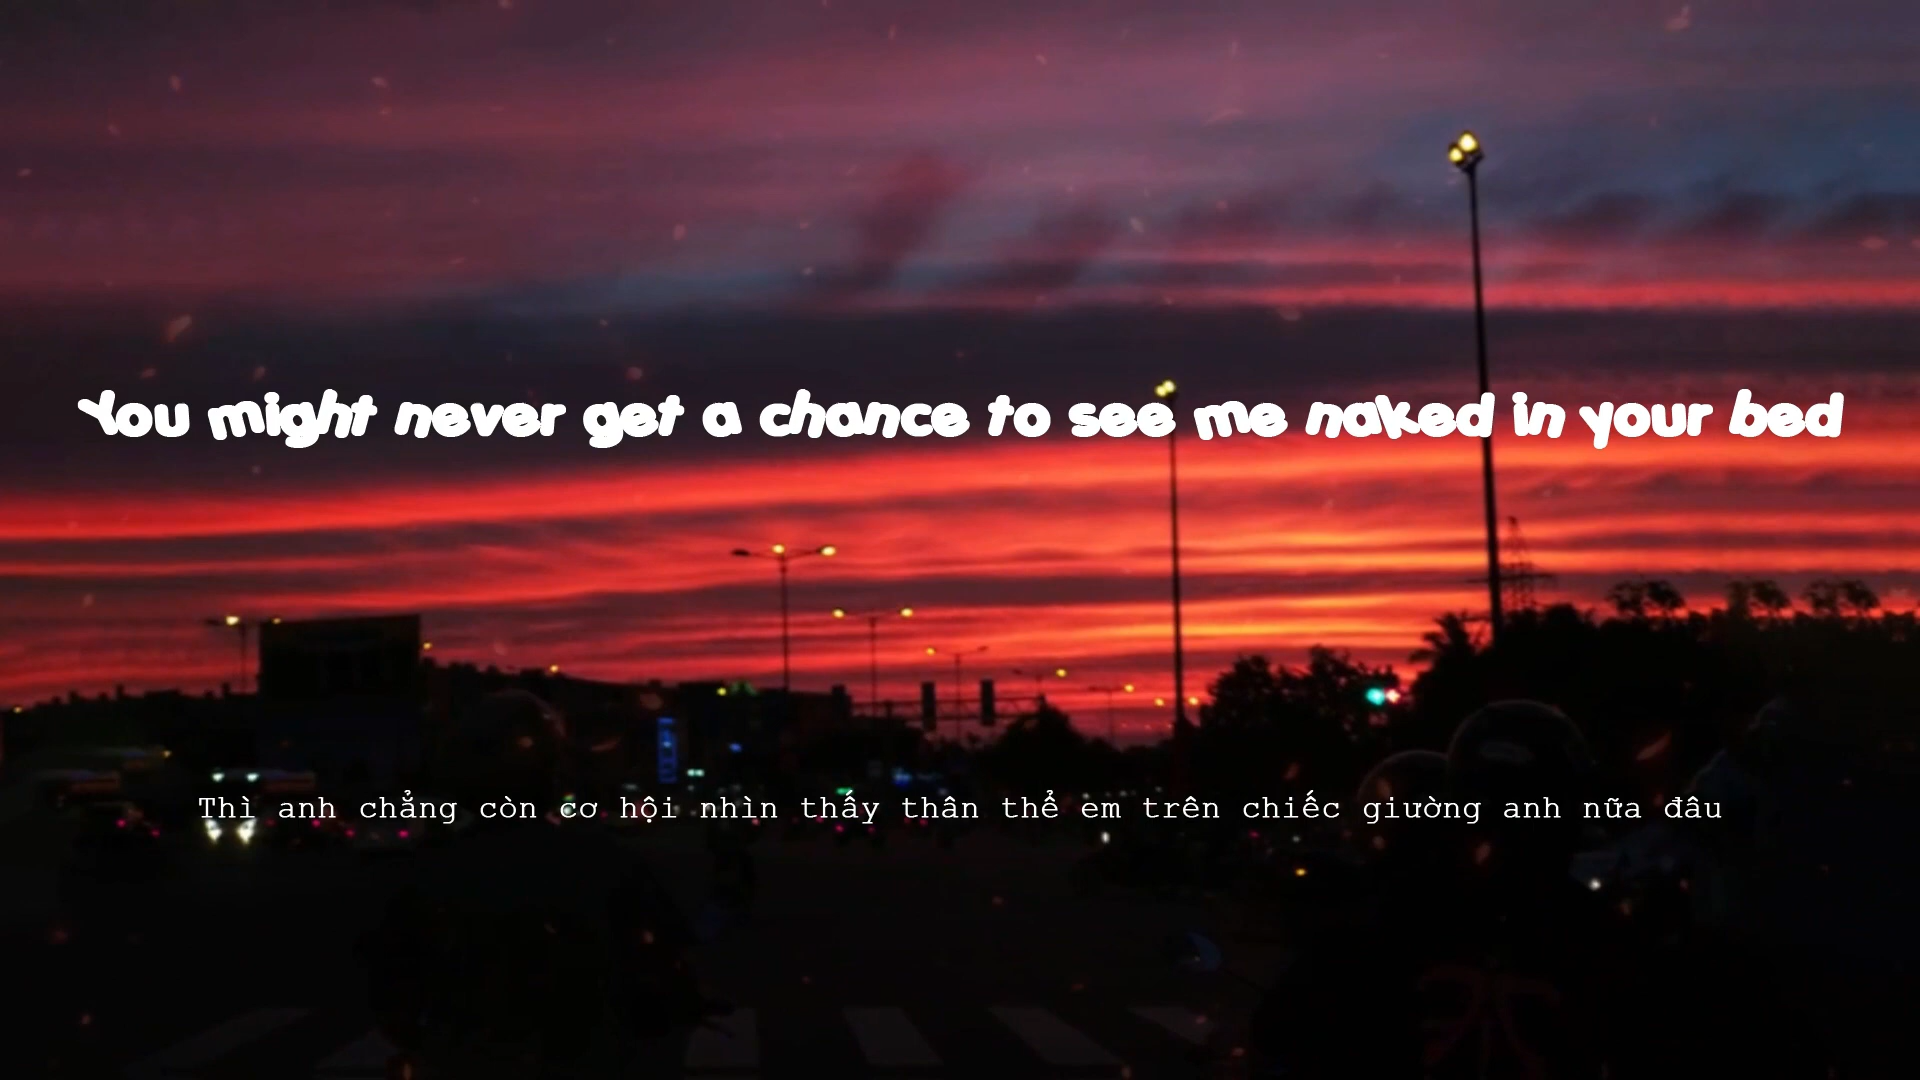 You might never get a chance to see me naked in your bed
Thì anh chẳng còn cơ hội nhìn thấy thân thể em trên chiếc giường anh nữa đâu